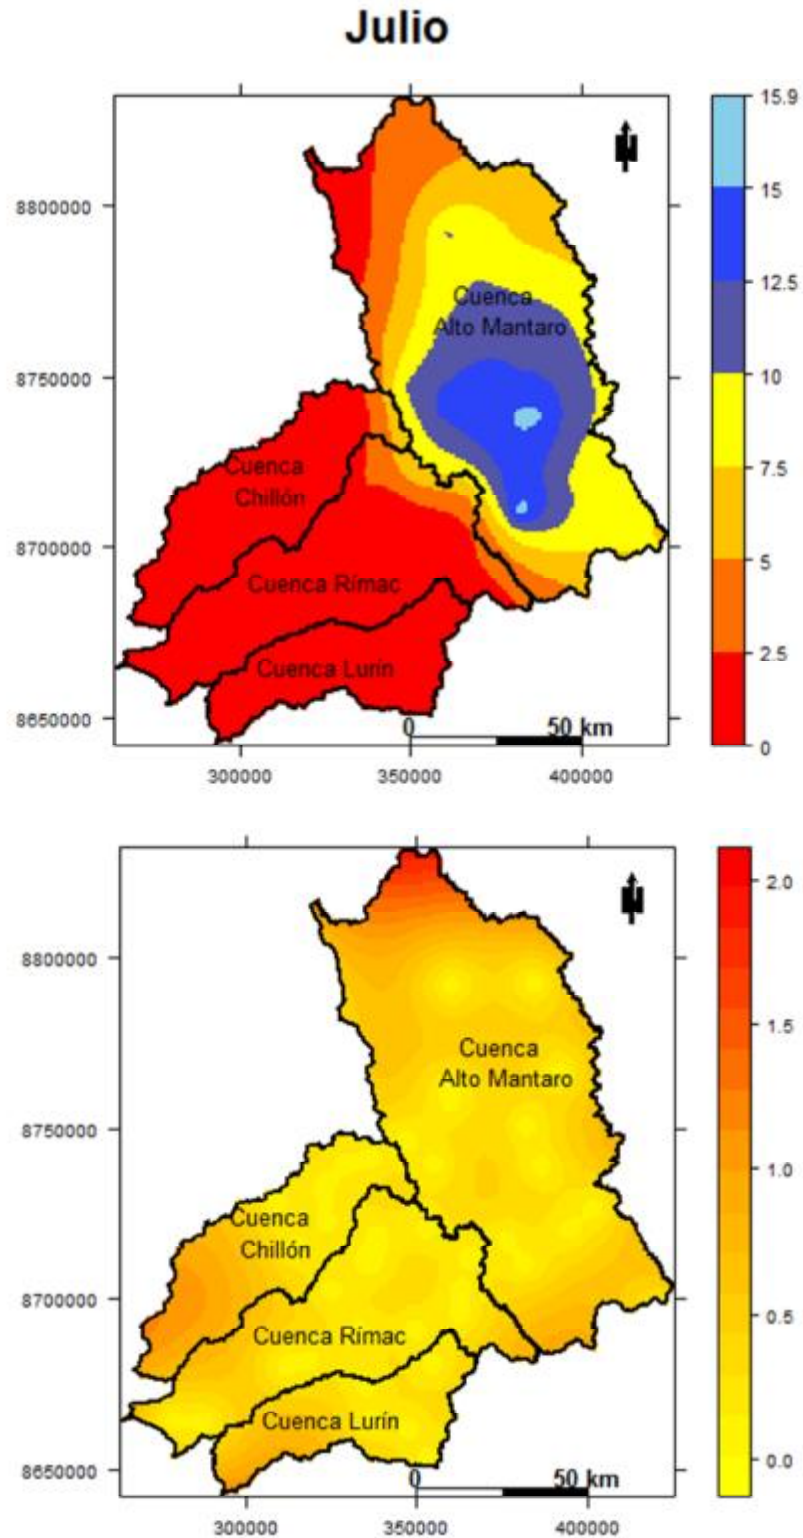 Julio
15.9
15
12.5
10
7.5
5
2.5
0
8800000
8750000
8700000
8650000
Cuenca
Alto Mantaro
Cuenca
Chillón
Cuenca Rímac
Cuenca Lurín
0 50 km
300000 350000 400000
2.0
1.5
1.0
0.5
0.0
8800000
8750000
8700000
8650000
Cuenca
Alto Mantaro
Cuenca
Chillón
Cuenca Rímac
Cuenca Lurín
0 50 km
300000 350000 400000